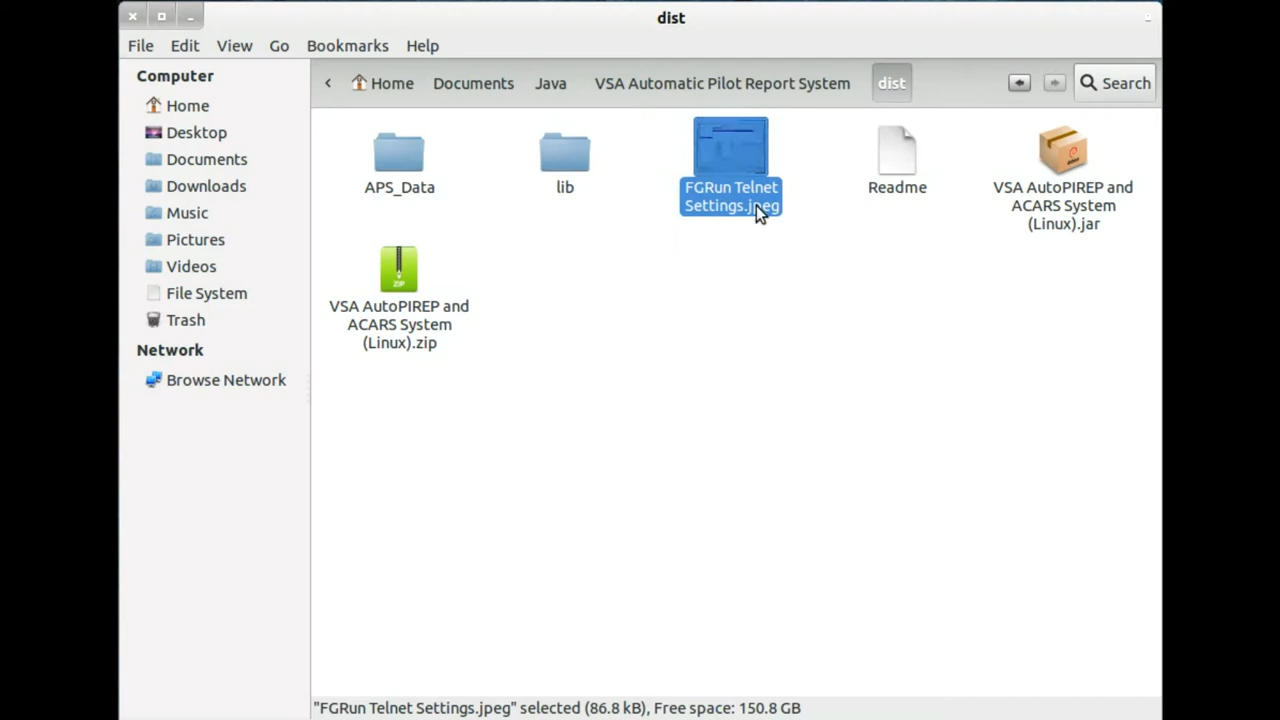 dist
File Edit View Go Bookmarks Help
Computer
Home
Desktop
Documents
Downloads
Music
Pictures
Videos
File System
Trash
Network
Browse Network
Home Documents Java VSA Automatic Pilot Report System dist Search
APS_Data
lib
FGRun Telnet
Settings.jpeg
Readme
VSA AutoPIREP and
ACARS System
(Linux).jar
ZIP
VSA AutoPIREP and
ACARS System
(Linux).zip
"FGRun Telnet Settings.jpeg" selected (86.8 kB), Free space: 150.8 GB